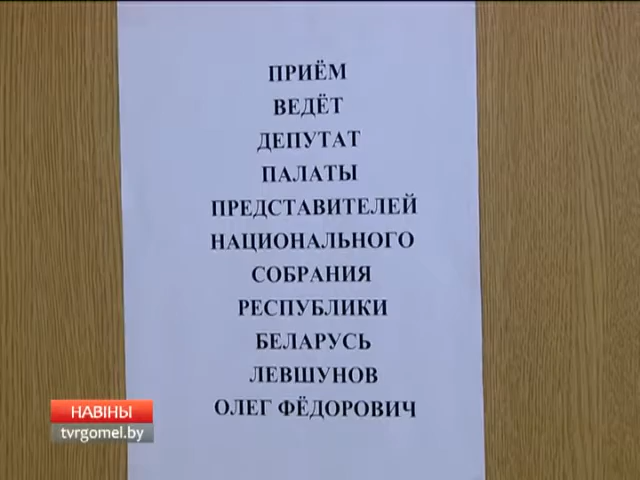 ПРИЁМ
ВЕДЁТ
ДЕПУТАТ
ПАЛАТЫ
ПРЕДСТАВИТЕЛЕЙ
НАЦИОНАЛЬНОГО
СОБРАНИЯ
РЕСПУБЛИКИ
БЕЛАРУСЬ
ЛЕВШУНОВ
ОЛЕГ ФЁДОРОВИЧ
НАВІНЫ
tvrgomel.by